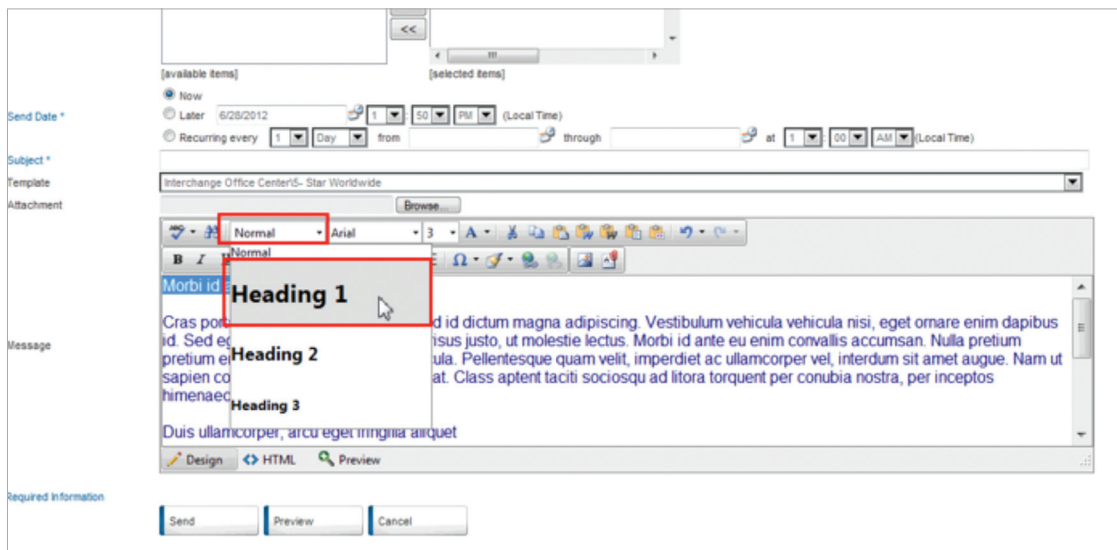 <<
[available items] [selected items]
Now
Send Date * Later 6/28/2012 1 : 50 PM (Local Time)
Recurring every 1 Day from through at 1 : 00 AM (Local Time)
Subject *
Template Interchange Office Center\5- Star Worldwide
Attachment Browse...
Normal Arial 3 A
Normal
B I Ω
Morbi id
Heading 1
Cras por d id dictum magna adipiscing. Vestibulum vehicula vehicula nisi, eget ornare enim dapibus
id. Sed eg risus justo, ut molestie lectus. Morbi id ante eu enim convallis accumsan. Nulla pretium
Message
Heading 2
pretium e ula. Pellentesque quam velit, imperdiet ac ullamcorper vel, interdum sit amet augue. Nam ut
sapien co at. Class aptent taciti sociosqu ad litora torquent per conubia nostra, per inceptos
himenaeo
Heading 3
Duis ullamcorper, arcu eget fringilla aliquet
Design <> HTML Preview
Required Information
Send Preview Cancel